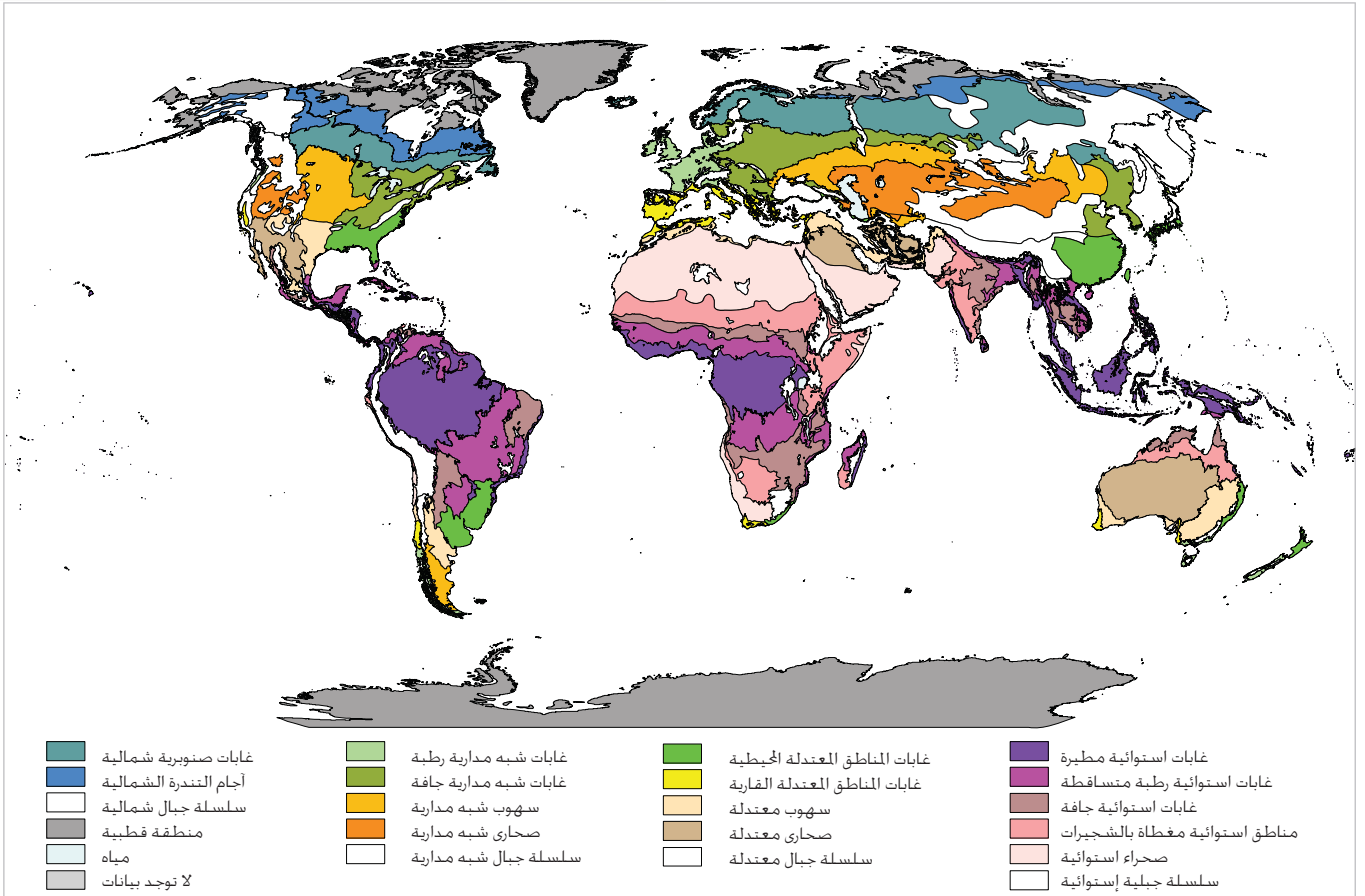 غابات استوائية مطيرة
غابات استوائية رطبة متساقطة
غابات استوائية جافة
مناطق استوائية مغطاة بالشجيرات
صحراء استوائية
سلسلة جبلية إستوائية
غابات المناطق المعتدلة المحيطية
غابات المناطق المعتدلة القارية
سهوب معتدلة
صحارى معتدلة
سلسلة جبال معتدلة
غابات شبه مدارية رطبة
غابات شبه مدارية جافة
سهوب شبه مدارية
صحارى شبه مدارية
سلسلة جبال شبه مدارية
غابات صنوبرية شمالية
آجام التندرة الشمالية
سلسلة جبال شمالية
منطقة قطبية
مياه
لا توجد بيانات